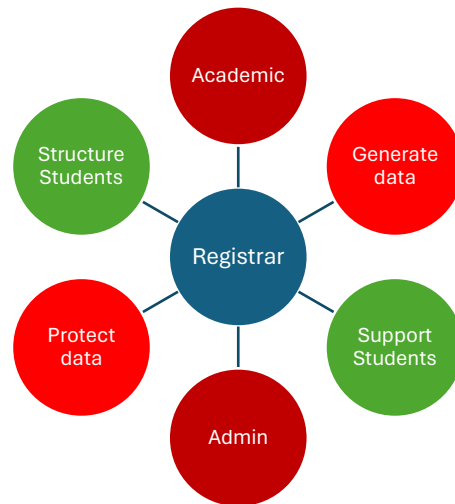 Academic
Structure
Students
Generate
data
Registrar
Protect
data
Support
Students
Admin